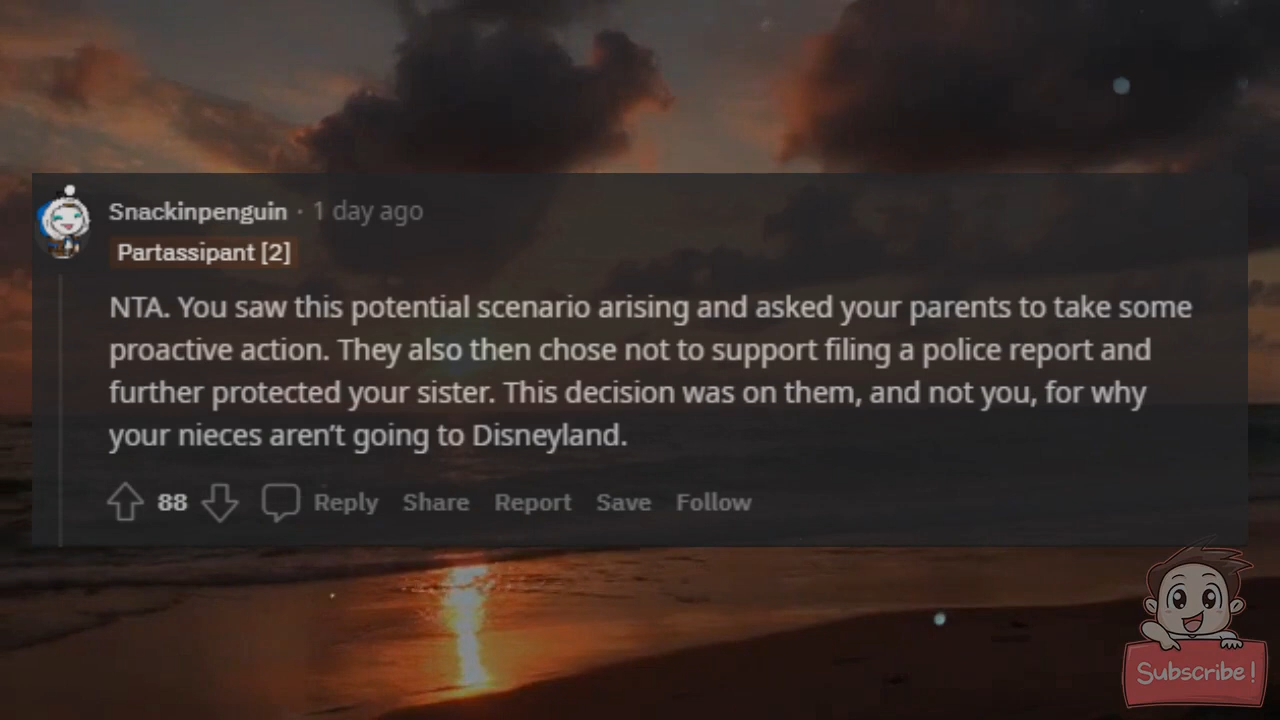 Snackinpenguin · 1 day ago
Partassipant [2]
NTA. You saw this potential scenario arising and asked your parents to take some
proactive action. They also then chose not to support filing a police report and
further protected your sister. This decision was on them, and not you, for why
your nieces aren’t going to Disneyland.
88 Reply Share Report Save Follow
Subscribe!